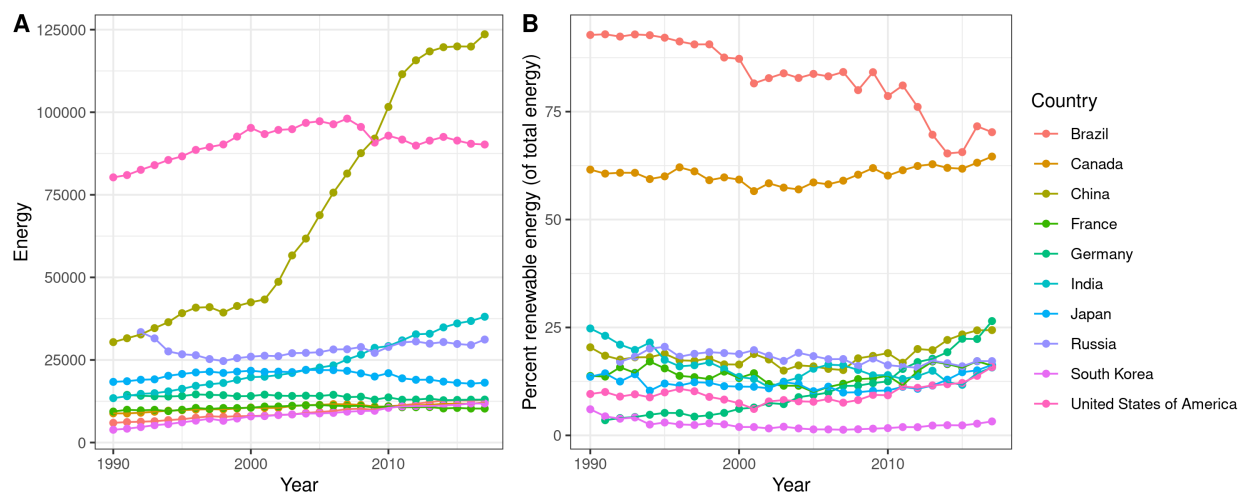 A
Energy
125000
100000
75000
50000
25000
0
1990
2000
2010
Year
B
Percent renewable energy (of total energy)
75
50
25
0
1990
2000
2010
Year
Country
Brazil
Canada
China
France
Germany
India
Japan
Russia
South Korea
United States of America